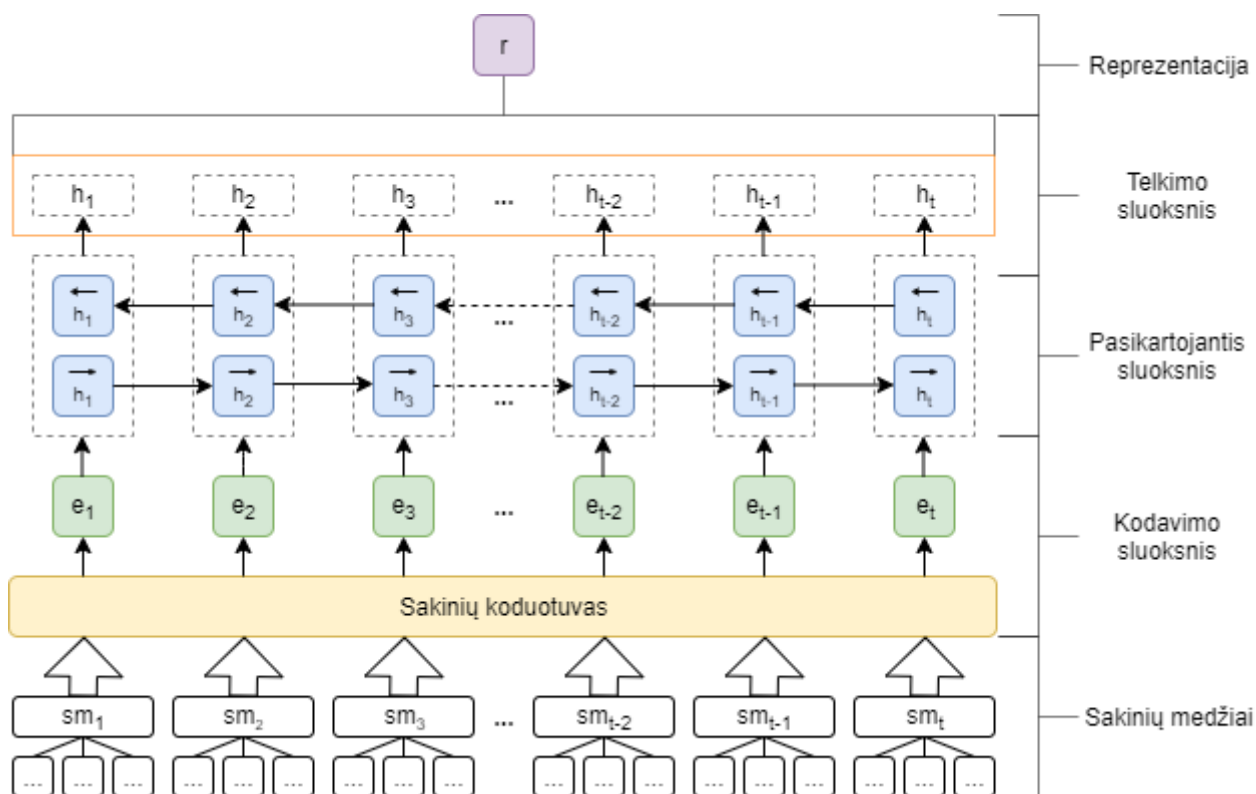 r
Reprezentacija
h1 h2 h3 ... ht-2 ht-1 ht
Telkimo
sluoksnis
h1 h2 h3 ... ht-2 ht-1 ht
h1 h2 h3 ... ht-2 ht-1 ht
Pasikartojantis
sluoksnis
e1 e2 e3 ... et-2 et-1 et
Kodavimo
sluoksnis
Sakinių koduotuvas
sm1 sm2 sm3 ... smt-2 smt-1 smt
Sakinių medžiai
... ... ... ... ... ... ... ... ... ... ... ... ... ... ... ... ... ...